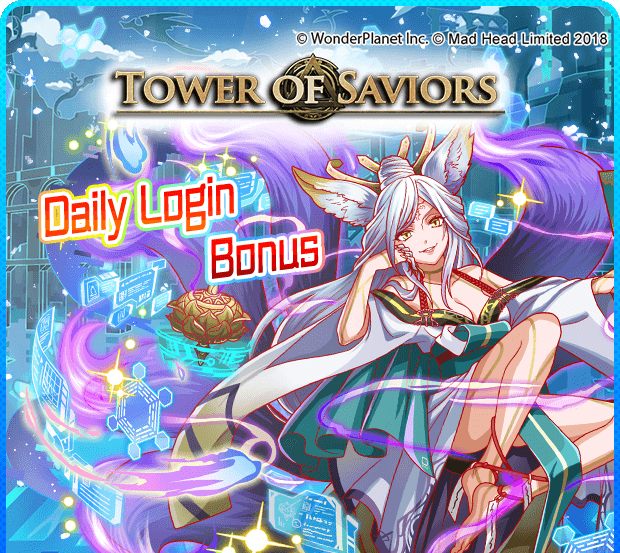 © WonderPlanet Inc. © Mad Head Limited 2018
TOWER OF SAVIORS
Daily Login
Bonus